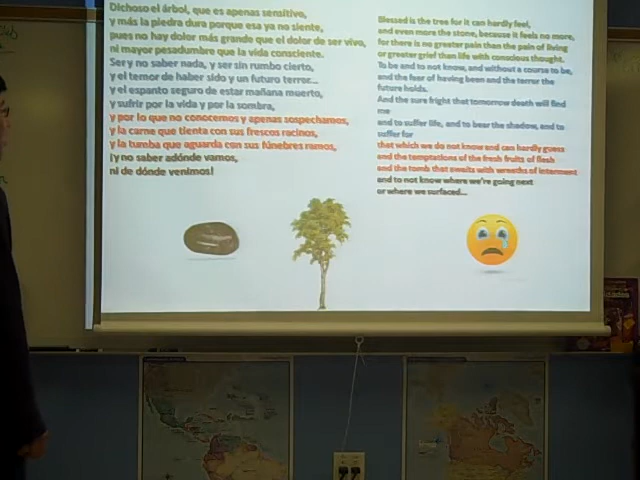 Dichoso el árbol, que es apenas sensitivo,
y más la piedra dura porque esa ya no siente,
pues no hay dolor más grande que el dolor de ser vivo,
ni mayor pesadumbre que la vida consciente.
Ser y no saber nada, y ser sin rumbo cierto,
y el temor de haber sido y un futuro terror...
y el espanto seguro de estar mañana muerto,
y sufrir por la vida y por la sombra,
y por lo que no conocemos y apenas sospechamos,
y la carne que tienta con sus frescos racinos,
y la tumba que aguarda con sus fúnebres ramos,
¡y no saber adónde vamos,
ni de dónde venimos!
Blessed is the tree for it can hardly feel,
and even more the stone, because it feels no more,
for there is no greater pain than the pain of living
or greater grief than life with conscious thought.
To be and to not know, and without a course to be,
and the fear of having been and the terror the
future holds.
And the sure fright that tomorrow death will find
me
and to suffer life, and to bear the shadow, and to
suffer for
that which we do not know and can hardly guess
and the temptations of the fresh fruits of flesh
and the tomb that awaits with wreaths of interment
and to not know where we're going next
or where we surfaced...